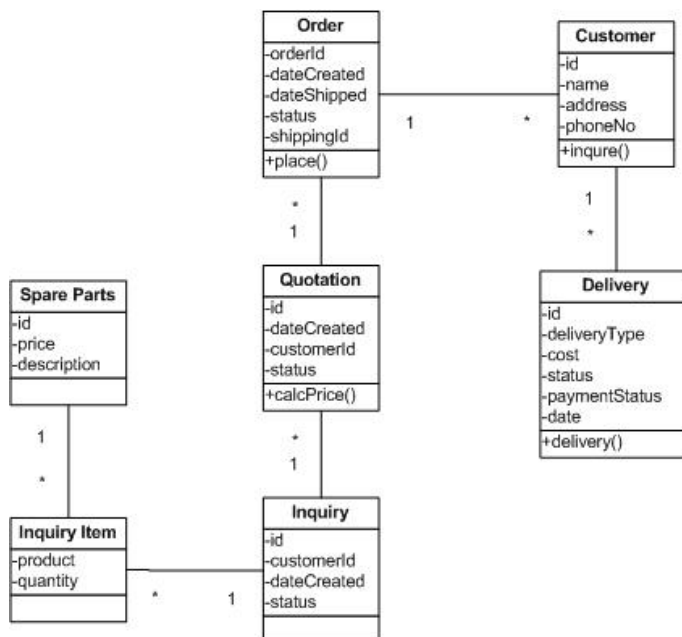 Order
-orderId
-dateCreated
-dateShipped
-status
-shippingId
+place()
Customer
-id
-name
-address
-phoneNo
+inqure()
1
*
*
1
1
*
Spare Parts
-id
-price
-description
Quotation
-id
-dateCreated
-customerId
-status
+calcPrice()
Delivery
-id
-deliveryType
-cost
-status
-paymentStatus
-date
+delivery()
1
*
*
1
Inquiry Item
-product
-quantity
Inquiry
-id
-customerId
-dateCreated
-status
*
1